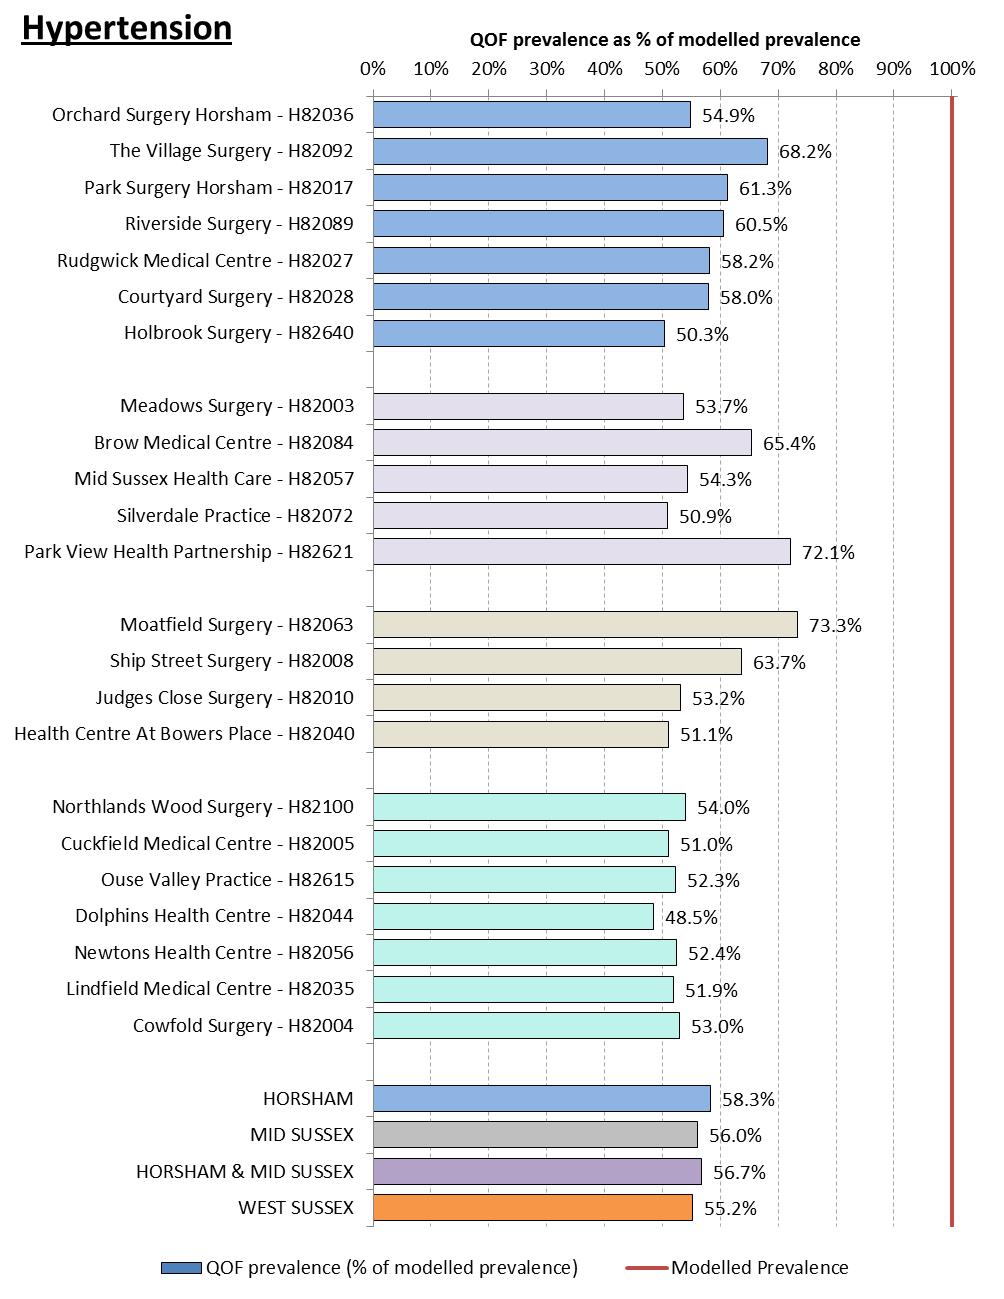 Hypertension
QOF prevalence as % of modelled prevalence
0% 10% 20% 30% 40% 50% 60% 70% 80% 90% 100%
Orchard Surgery Horsham - H82036 54.9%
The Village Surgery - H82092 68.2%
Park Surgery Horsham - H82017 61.3%
Riverside Surgery - H82089 60.5%
Rudgwick Medical Centre - H82027 58.2%
Courtyard Surgery - H82028 58.0%
Holbrook Surgery - H82640 50.3%
Meadows Surgery - H82003 53.7%
Brow Medical Centre - H82084 65.4%
Mid Sussex Health Care - H82057 54.3%
Silverdale Practice - H82072 50.9%
Park View Health Partnership - H82621 72.1%
Moatfield Surgery - H82063 73.3%
Ship Street Surgery - H82008 63.7%
Judges Close Surgery - H82010 53.2%
Health Centre At Bowers Place - H82040 51.1%
Northlands Wood Surgery - H82100 54.0%
Cuckfield Medical Centre - H82005 51.0%
Ouse Valley Practice - H82615 52.3%
Dolphins Health Centre - H82044 48.5%
Newtons Health Centre - H82056 52.4%
Lindfield Medical Centre - H82035 51.9%
Cowfold Surgery - H82004 53.0%
HORSHAM 58.3%
MID SUSSEX 56.0%
HORSHAM & MID SUSSEX 56.7%
WEST SUSSEX 55.2%
QOF prevalence (% of modelled prevalence) Modelled Prevalence